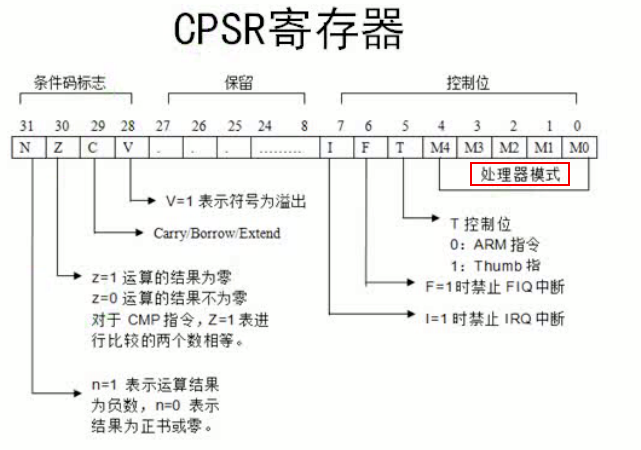 CPSR寄存器
条件码标志 保留 控制位
31 30 29 28 27 26 25 24 8 7 6 5 4 3 2 1 0
N Z C V . . . ......... I F T M4 M3 M2 M1 M0
处理器模式
V=1表示符号为溢出
Carry/Borrow/Extend
T 控制位
0: ARM 指令
1: Thumb 指
z=1 运算的结果为零
z=0 运算的结果不为零
对于 CMP 指令，Z=1 表进
行比较的两个数相等。
F=1时禁止 FIQ 中断
I=1 时禁止 IRQ 中断
n=1 表示运算结果
为负数，n=0 表示
结果为正书或零。